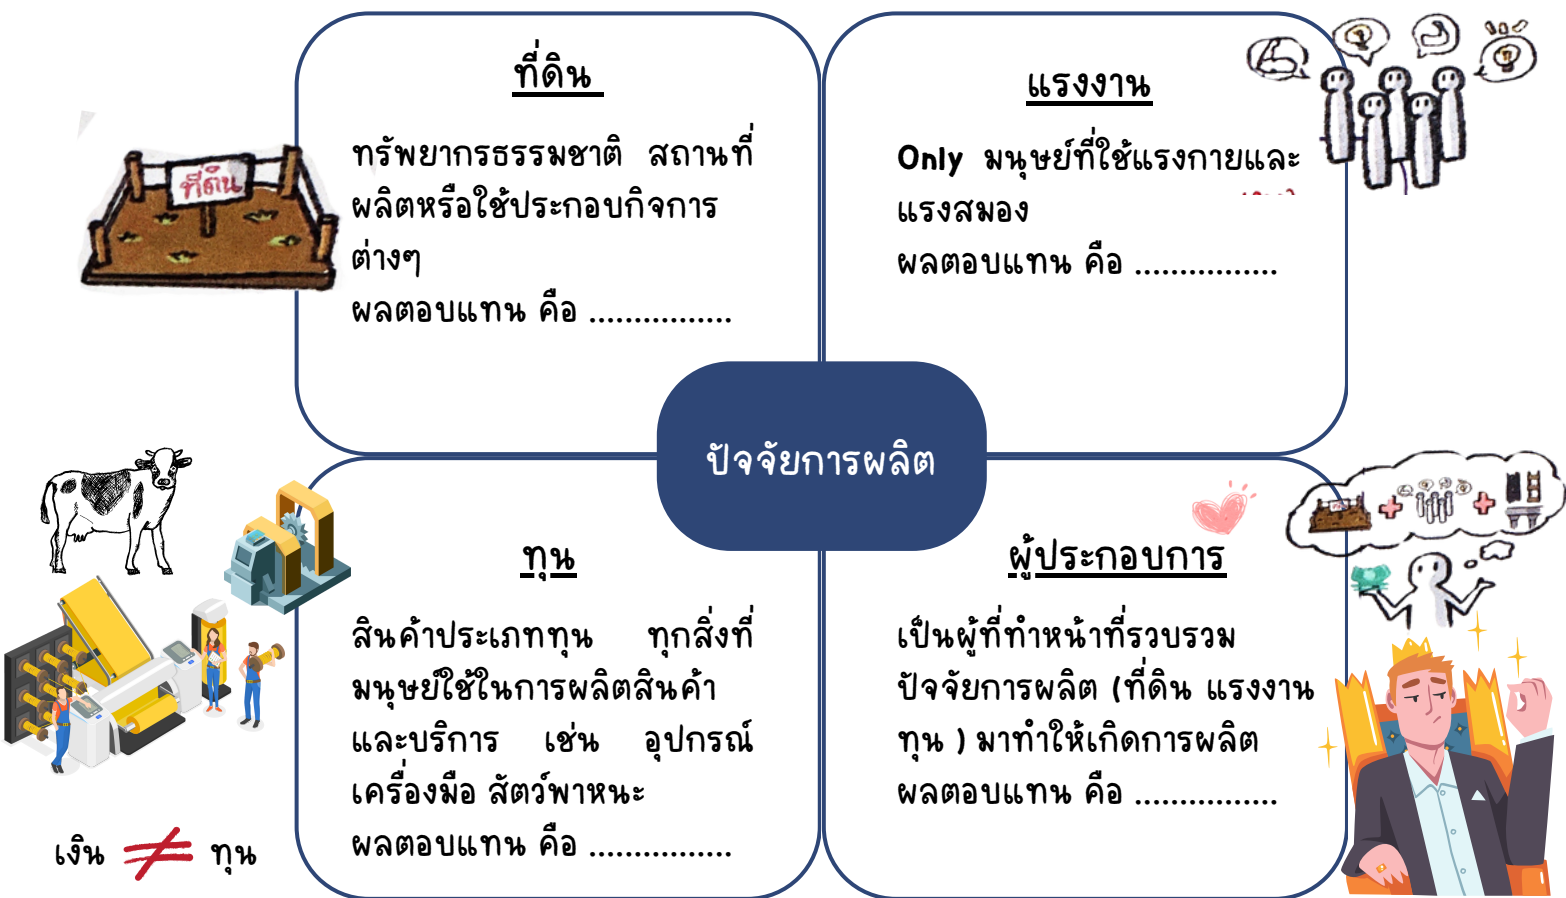 ที่ดิน
ทรัพยากรธรรมชาติ สถานที่
ผลิตหรือใช้ประกอบกิจการ
ต่างๆ
ผลตอบแทน คือ ................
ที่ดิน
แรงงาน
Only มนุษย์ที่ใช้แรงกายและ
แรงสมอง
ผลตอบแทน คือ ................
ปัจจัยการผลิต
ทุน
สินค้าประเภททุน ทุกสิ่งที่
มนุษย์ใช้ในการผลิตสินค้า
และบริการ เช่น อุปกรณ์
เครื่องมือ สัตว์พาหนะ
ผลตอบแทน คือ ................
เงิน ≠ ทุน
ผู้ประกอบการ
เป็นผู้ที่ทำหน้าที่รวบรวม
ปัจจัยการผลิต (ที่ดิน แรงงาน
ทุน ) มาทำให้เกิดการผลิต
ผลตอบแทน คือ ................